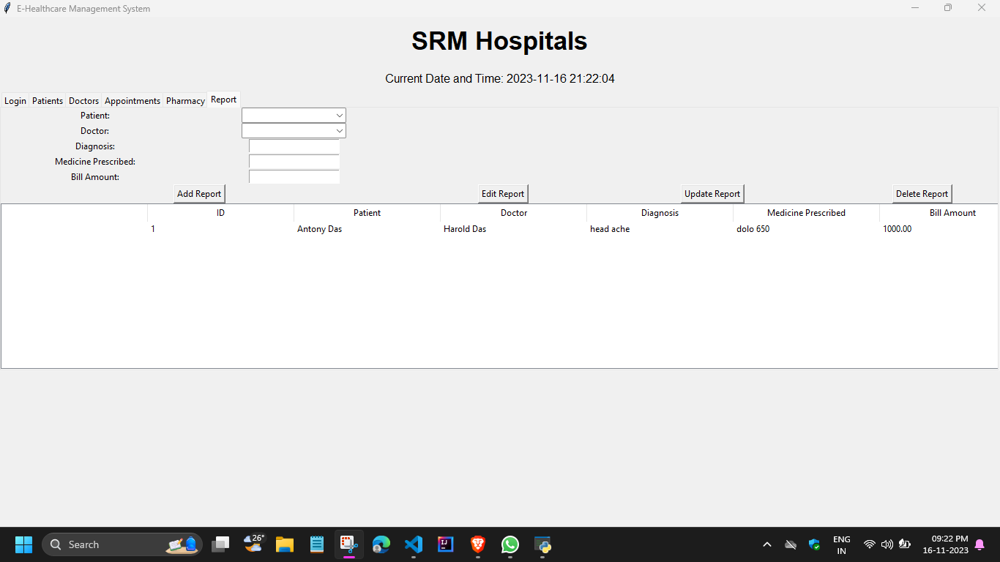 E-Healthcare Management System
SRM Hospitals
Current Date and Time: 2023-11-16 21:22:04
Login Patients Doctors Appointments Pharmacy Report
Patient:
Doctor:
Diagnosis:
Medicine Prescribed:
Bill Amount:
Add Report Edit Report Update Report Delete Report
ID Patient Doctor Diagnosis Medicine Prescribed Bill Amount
1 Antony Das Harold Das head ache dolo 650 1000.00
Search 26° IJ ENG 09:22 PM
IN 16-11-2023